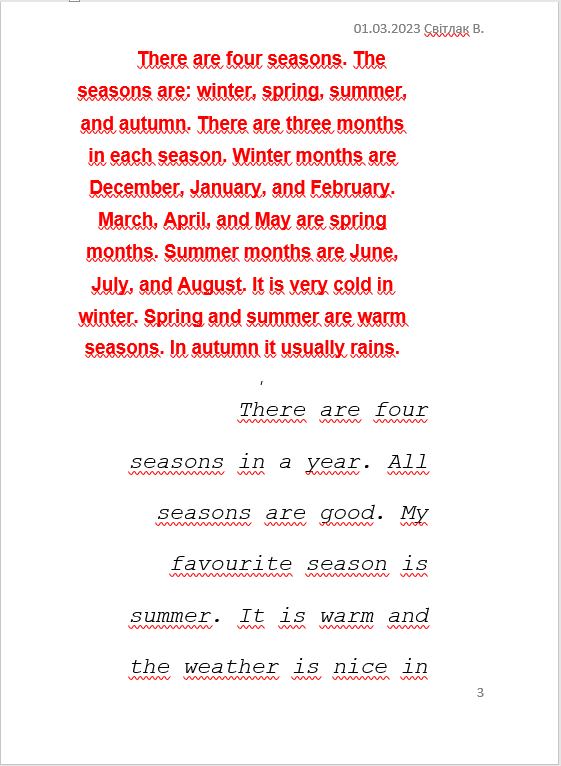 01.03.2023 Світлак В.
There are four seasons. The
seasons are: winter, spring, summer,
and autumn. There are three months
in each season. Winter months are
December, January, and February.
March, April, and May are spring
months. Summer months are June,
July, and August. It is very cold in
winter. Spring and summer are warm
seasons. In autumn it usually rains.
'
There are four
seasons in a year. All
seasons are good. My
favourite season is
summer. It is warm and
the weather is nice in
3